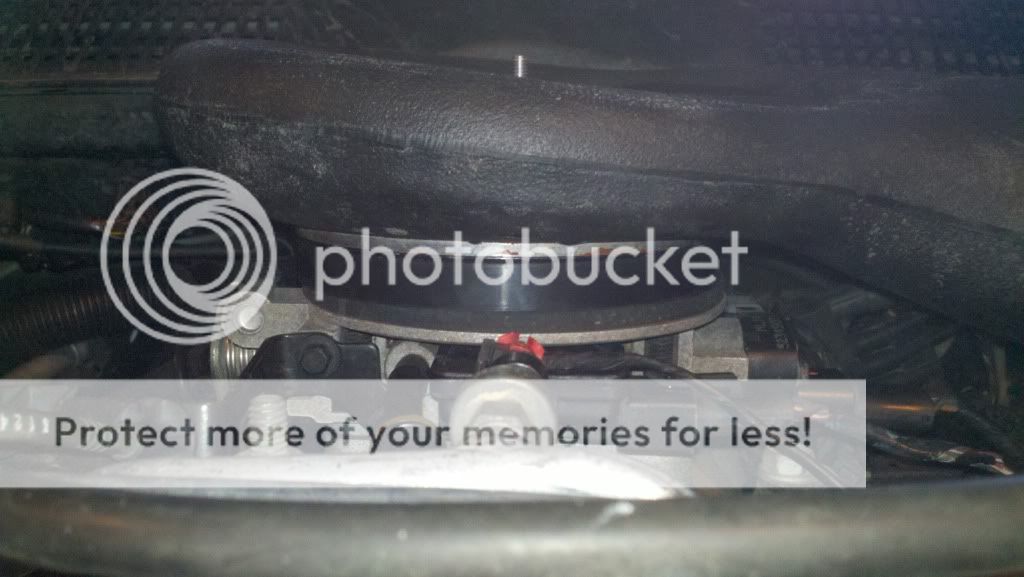 photobucket
Protect more of your memories for less!